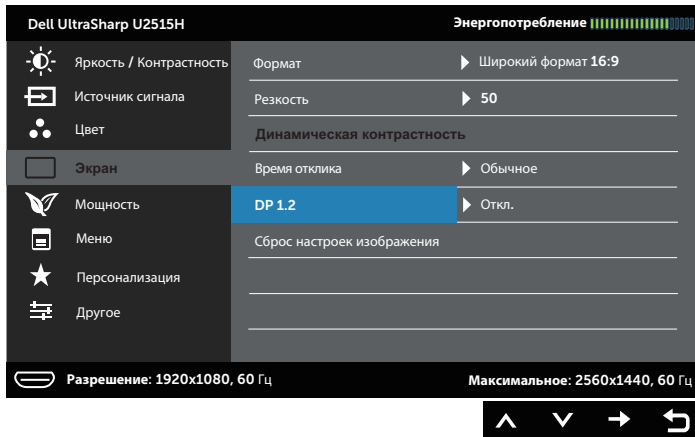 Dell UltraSharp U2515H
Энергопотребление
Яркость / Контрастность
Формат
Широкий формат 16:9
Источник сигнала
Резкость
50
Цвет
Динамическая контрастность
Экран
Время отклика
Обычное
Мощность
DP 1.2
Откл.
Меню
Сброс настроек изображения
Персонализация
Другое
Разрешение: 1920x1080, 60 Гц
Максимальное: 2560x1440, 60 Гц